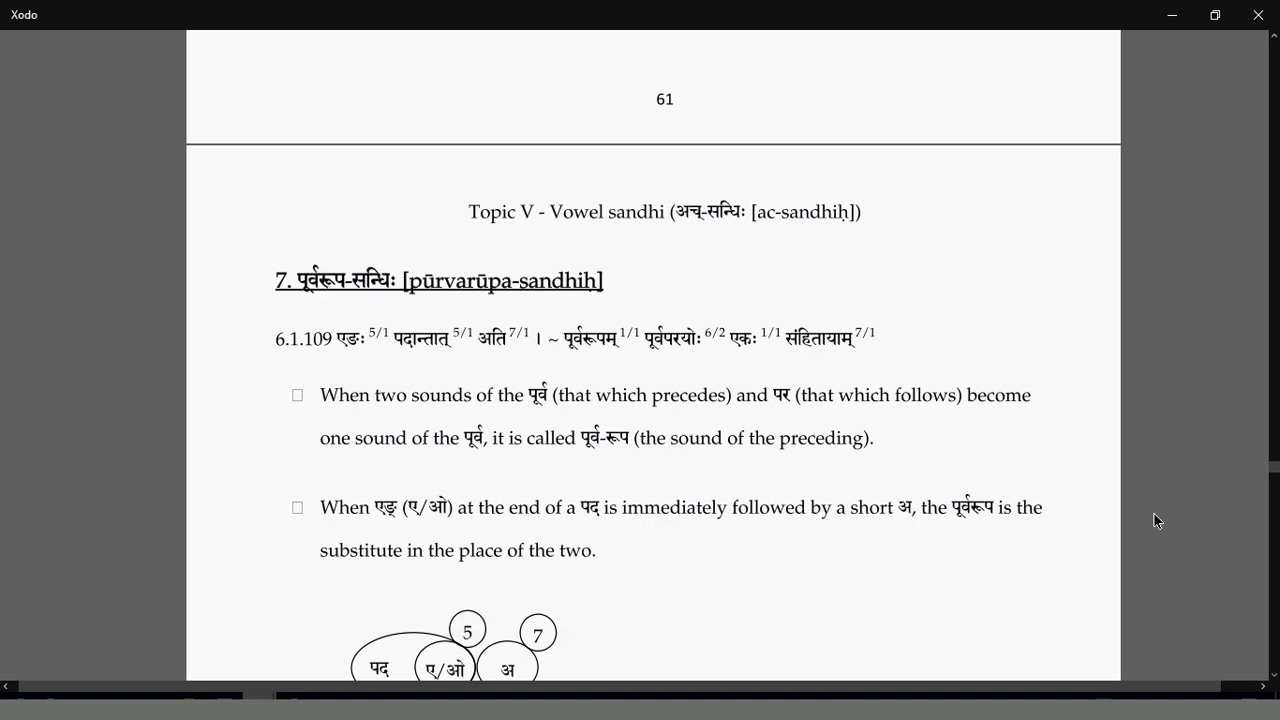 Xodo
61
Topic V - Vowel sandhi (अच्-सन्धिः [ac-sandhiḥ])
7. पूर्वरूप-सन्धिः [pūrvarūpa-sandhiḥ]
6.1.109 एङः 5/1 पदान्तात् 5/1 अति 7/1 । ~ पूर्वरूपम् 1/1 पूर्वपरयोः 6/2 एकः 1/1 संहितायाम् 7/1
When two sounds of the पूर्व (that which precedes) and पर (that which follows) become
one sound of the पूर्व, it is called पूर्व-रूप (the sound of the preceding).
When एङ् (ए/ओ) at the end of a पद is immediately followed by a short अ, the पूर्वरूप is the
substitute in the place of the two.
5 7
पद ए/ओ अ